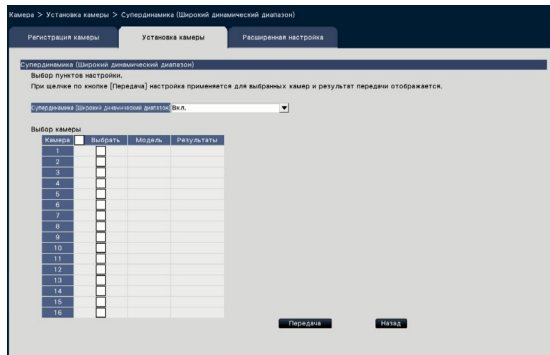 Камера > Установка камеры > Супердинамика (Широкий динамический диапазон)
Регистрация камеры Установка камеры Расширенная настройка
Супердинамика (Широкий динамический диапазон)
Выбор пунктов настройки.
При щелчке по кнопке [Передача] настройка применяется для выбранных камер и результат передачи отображается.
Супердинамика (Широкий динамический диапазон) Вкл.
Выбор камеры
Камера Выбрать Модель Результаты
1
2
3
4
5
6
7
8
9
10
11
12
13
14
15
16
Передача Назад